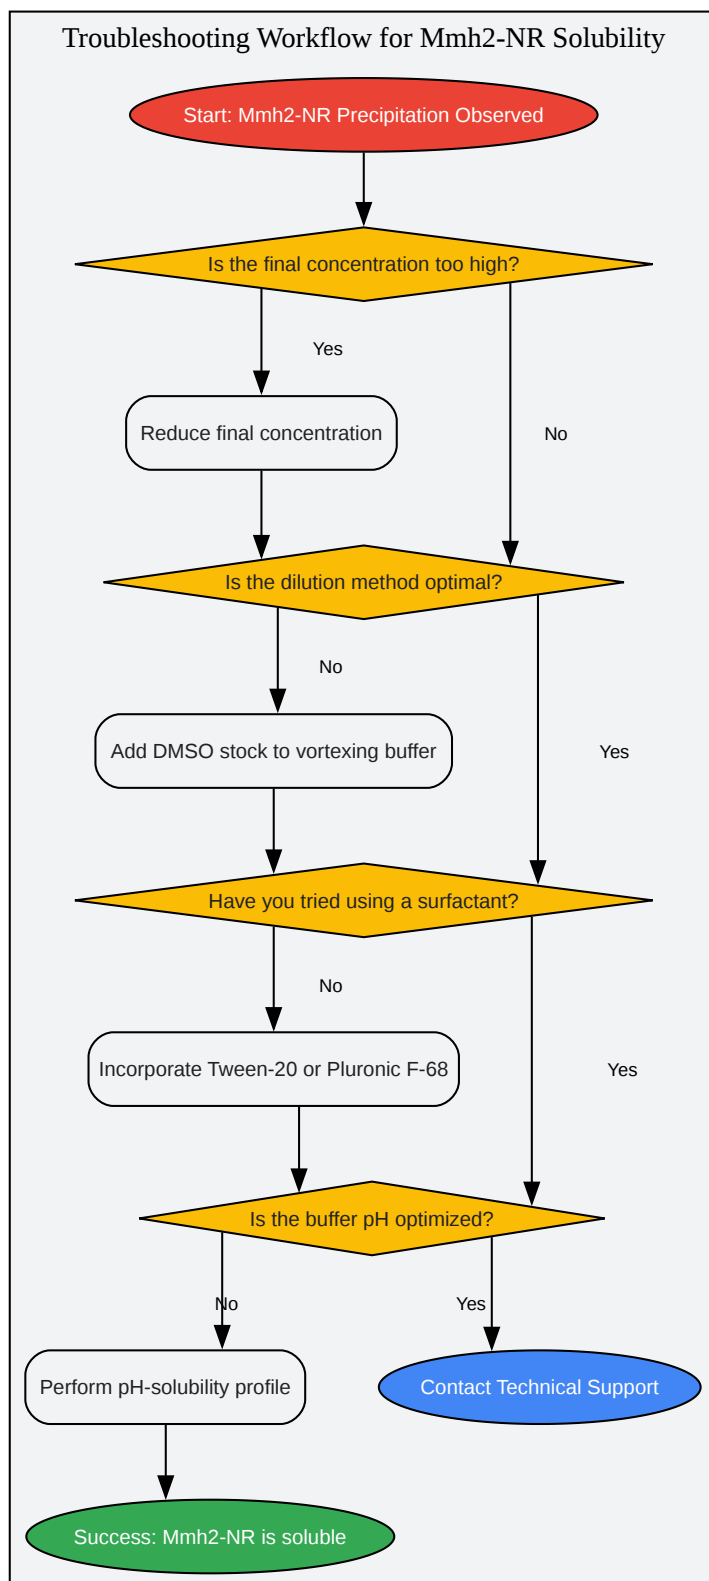 Troubleshooting Workflow for Mmh2-NR Solubility
Start: Mmh2-NR Precipitation Observed
Is the final concentration too high?
Yes
Reduce final concentration
No
Is the dilution method optimal?
No
Add DMSO stock to vortexing buffer
Yes
Have you tried using a surfactant?
No
Incorporate Tween-20 or Pluronic F-68
Yes
Is the buffer pH optimized?
No
Yes
Perform pH-solubility profile
Contact Technical Support
Success: Mmh2-NR is soluble